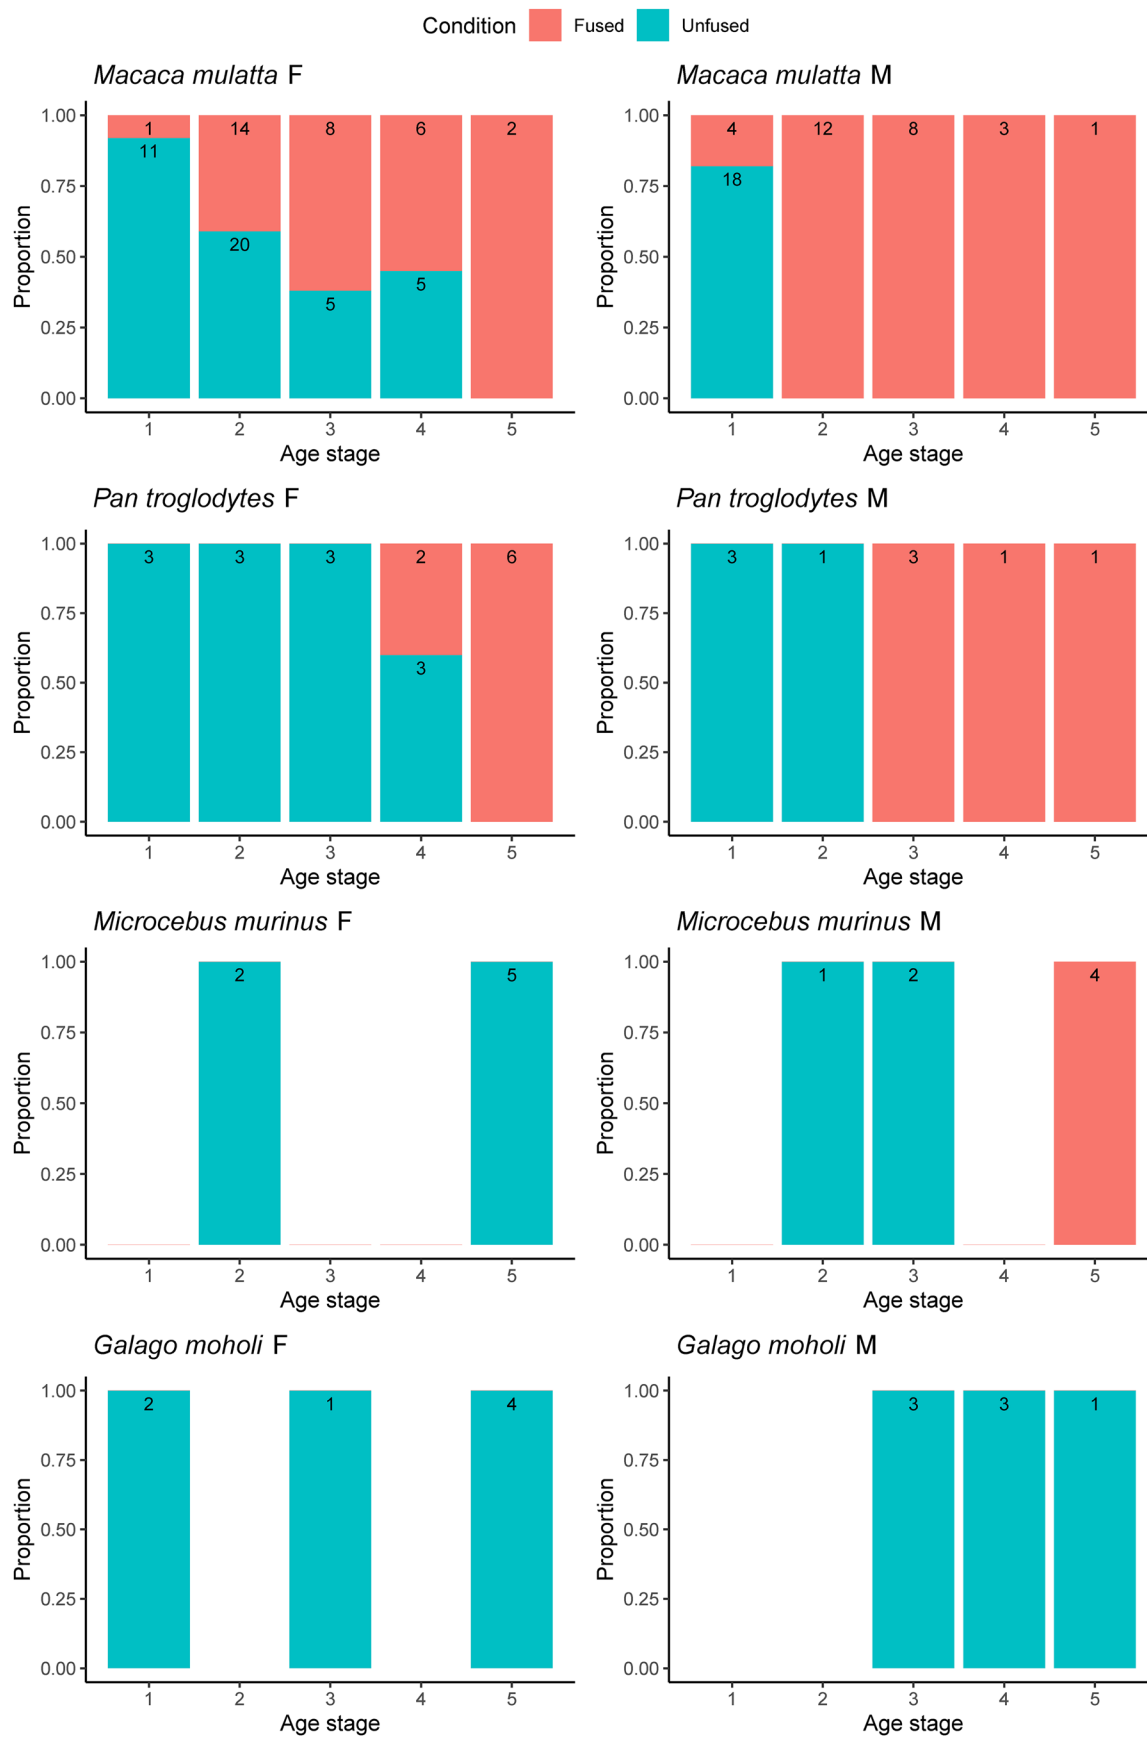 Condition Fused Unfused
Macaca mulatta F
1.00
0.75
0.50
0.25
0.00
Proportion
1 14 8 6 2
11 20 5 5
1 2 3 4 5
Age stage
Macaca mulatta M
1.00
0.75
0.50
0.25
0.00
Proportion
4 12 8 3 1
18
1 2 3 4 5
Age stage
Pan troglodytes F
1.00
0.75
0.50
0.25
0.00
Proportion
3 3 3 2 6
3
1 2 3 4 5
Age stage
Pan troglodytes M
1.00
0.75
0.50
0.25
0.00
Proportion
3 1 3 1 1
1 2 3 4 5
Age stage
Microcebus murinus F
1.00
0.75
0.50
0.25
0.00
Proportion
2 5
1 2 3 4 5
Age stage
Microcebus murinus M
1.00
0.75
0.50
0.25
0.00
Proportion
1 2 4
1 2 3 4 5
Age stage
Galago moholi F
1.00
0.75
0.50
0.25
0.00
Proportion
2 1 4
1 2 3 4 5
Age stage
Galago moholi M
1.00
0.75
0.50
0.25
0.00
Proportion
3 3 1
1 2 3 4 5
Age stage